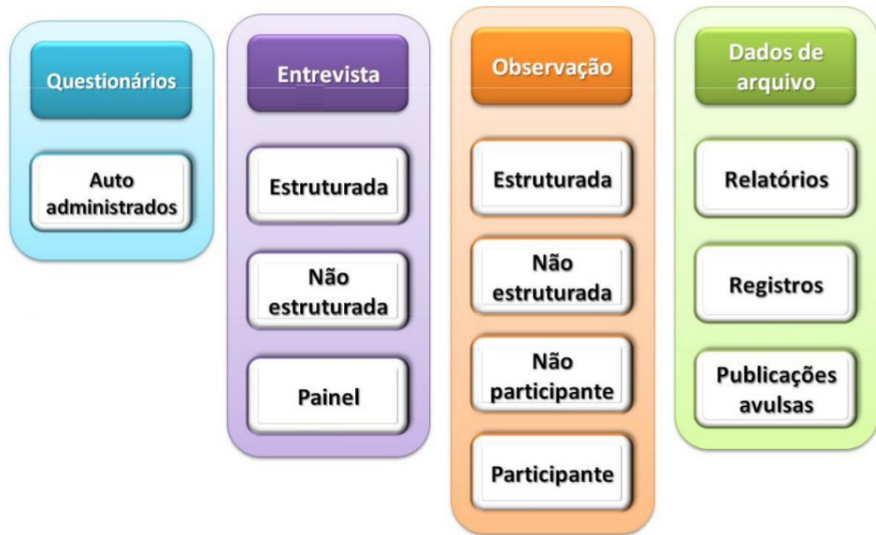 Questionários
Auto
administrados
Entrevista
Estruturada
Não
estruturada
Painel
Observação
Estruturada
Não
estruturada
Não
participante
Participante
Dados de
arquivo
Relatórios
Registros
Publicações
avulsas